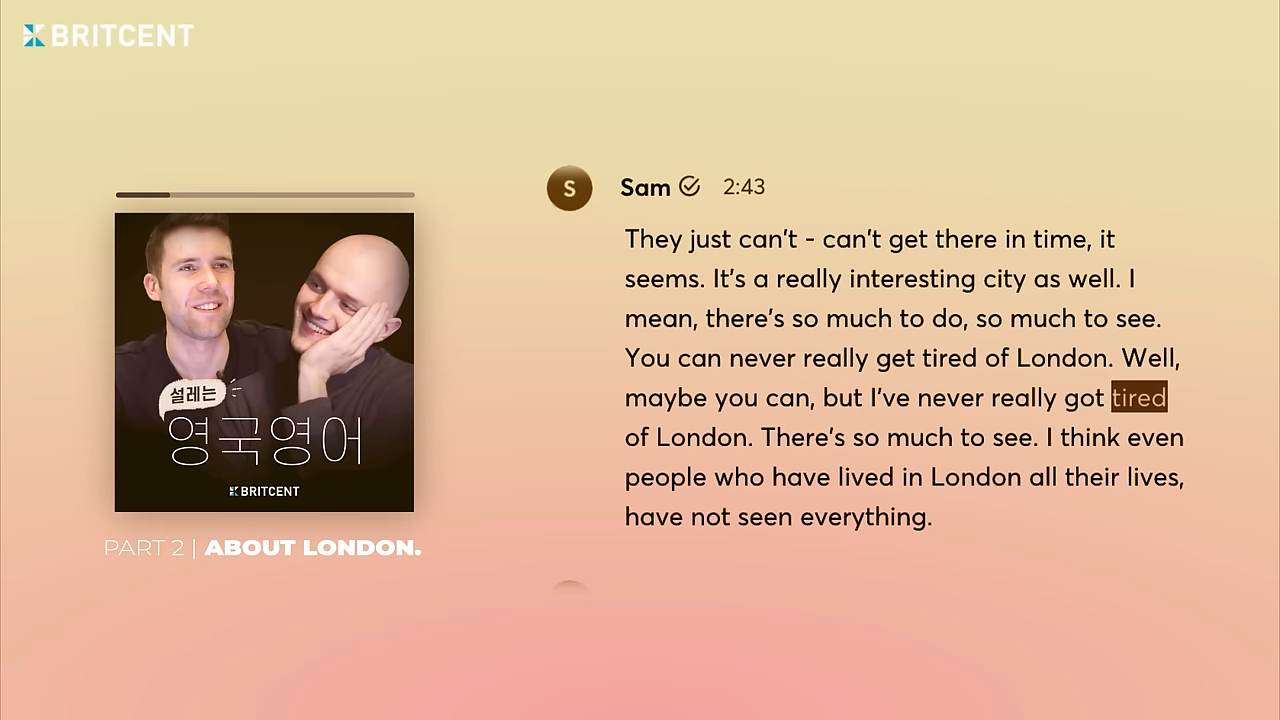 BRITCENT
설레는
영국영어
BRITCENT
PART 2 | ABOUT LONDON.
S
Sam 2:43
They just can't - can't get there in time, it
seems. It's a really interesting city as well. I
mean, there's so much to do, so much to see.
You can never really get tired of London. Well,
maybe you can, but I've never really got tired
of London. There's so much to see. I think even
people who have lived in London all their lives,
have not seen everything.